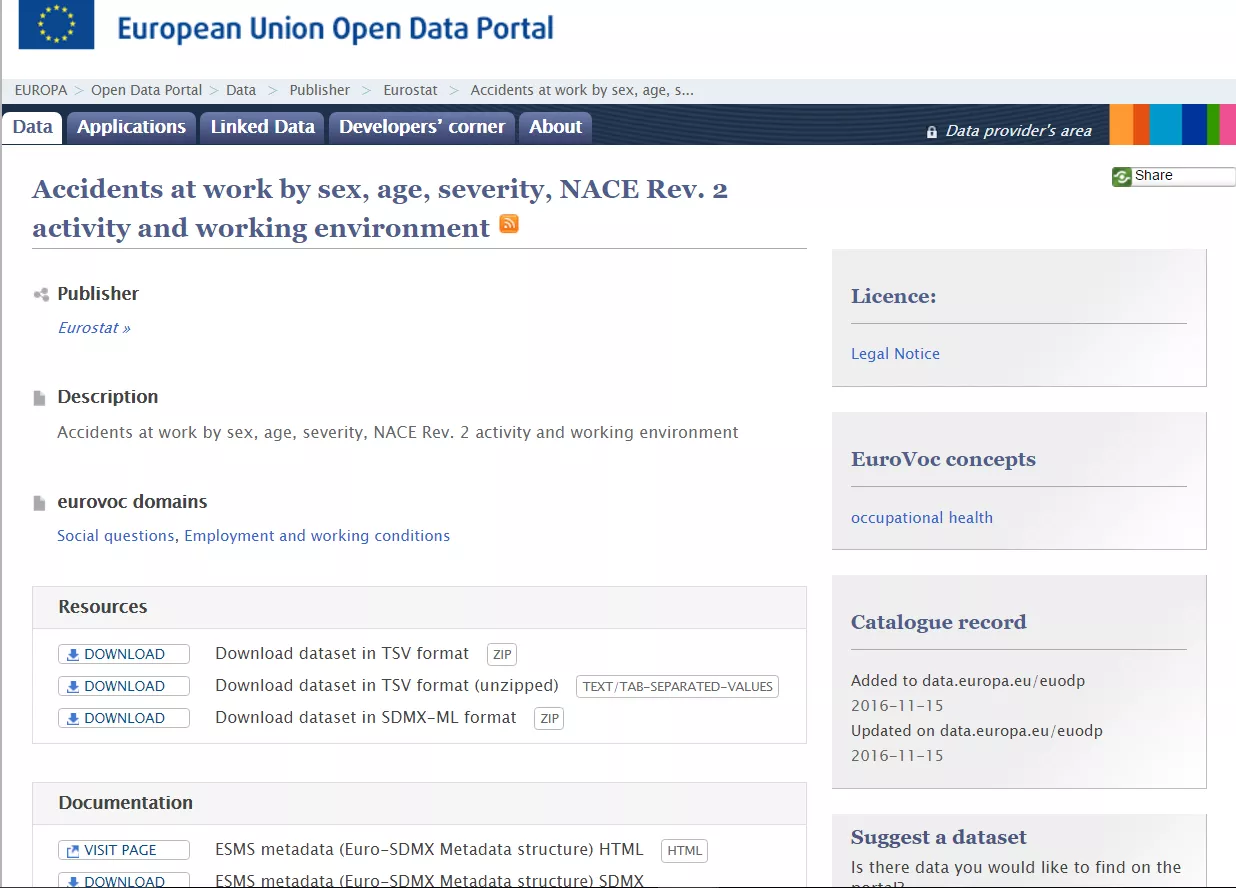 European Union Open Data Portal
EUROPA > Open Data Portal > Data > Publisher > Eurostat > Accidents at work by sex, age, s...
Data Applications Linked Data Developers’ corner About Data provider's area
Share
Accidents at work by sex, age, severity, NACE Rev. 2
activity and working environment
Publisher
Eurostat »
Description
Accidents at work by sex, age, severity, NACE Rev. 2 activity and working environment
eurovoc domains
Social questions, Employment and working conditions
Resources
DOWNLOAD Download dataset in TSV format ZIP
DOWNLOAD Download dataset in TSV format (unzipped) TEXT/TAB-SEPARATED-VALUES
DOWNLOAD Download dataset in SDMX-ML format ZIP
Documentation
VISIT PAGE ESMS metadata (Euro-SDMX Metadata structure) HTML HTML
DOWNLOAD ESMS metadata (Euro-SDMX Metadata structure) SDMX
Licence:
Legal Notice
EuroVoc concepts
occupational health
Catalogue record
Added to data.europa.eu/euodp
2016-11-15
Updated on data.europa.eu/euodp
2016-11-15
Suggest a dataset
Is there data you would like to find on the
portal?